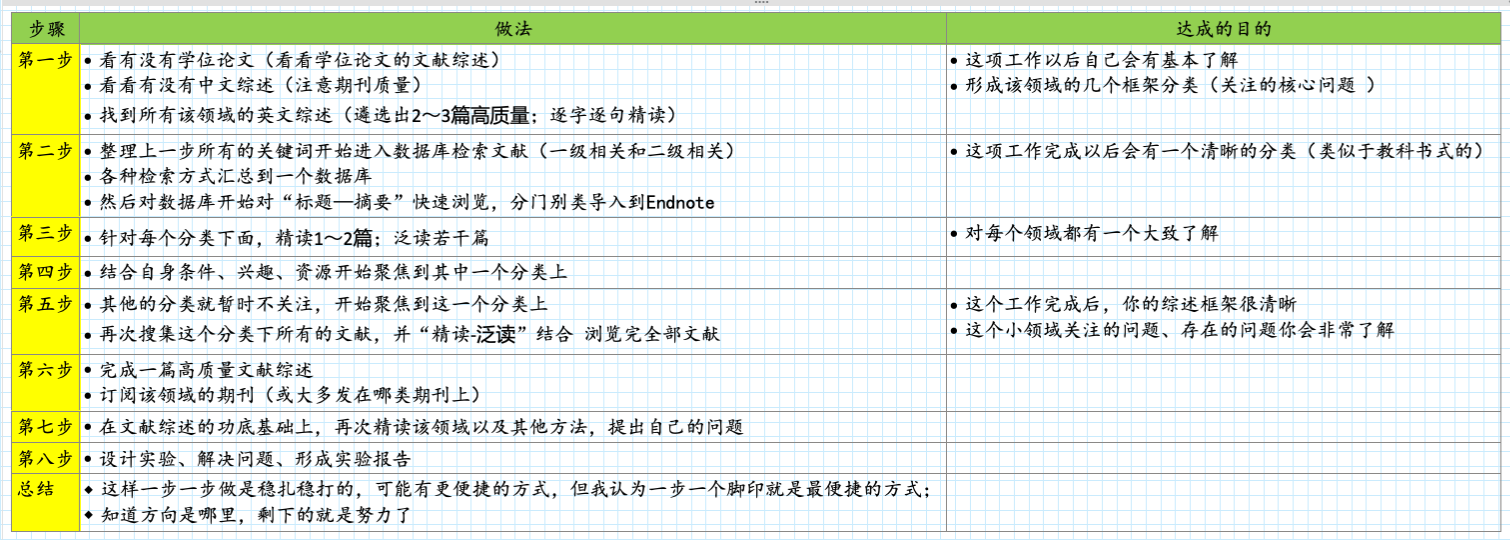 步骤 做法 达成的目的
第一步 • 看有没有学位论文（看看学位论文的文献综述） • 这项工作以后自己会有基本了解
• 看看有没有中文综述（注意期刊质量） • 形成该领域的几个框架分类（关注的核心问题 ）
• 找到所有该领域的英文综述（遴选出2～3篇高质量；逐字逐句精读）
第二步 • 整理上一步所有的关键词开始进入数据库检索文献（一级相关和二级相关） • 这项工作完成以后会有一个清晰的分类（类似于教科书式的）
• 各种检索方式汇总到一个数据库
• 然后对数据库开始对“标题—摘要”快速浏览，分门别类导入到Endnote
第三步 • 针对每个分类下面，精读1～2篇；泛读若干篇 • 对每个领域都有一个大致了解
第四步 • 结合自身条件、兴趣、资源开始聚焦到其中一个分类上
第五步 • 其他的分类就暂时不关注，开始聚焦到这一个分类上 • 这个工作完成后，你的综述框架很清晰
• 再次搜集这个分类下所有的文献，并“精读-泛读”结合 浏览完全部文献 • 这个小领域关注的问题、存在的问题你会非常了解
第六步 • 完成一篇高质量文献综述
• 订阅该领域的期刊（或大多发在哪类期刊上）
第七步 • 在文献综述的功底基础上，再次精读该领域以及其他方法，提出自己的问题
第八步 • 设计实验、解决问题、形成实验报告
总结 ◆ 这样一步一步做是稳扎稳打的，可能有更便捷的方式，但我认为一步一个脚印就是最便捷的方式；
◆ 知道方向是哪里，剩下的就是努力了